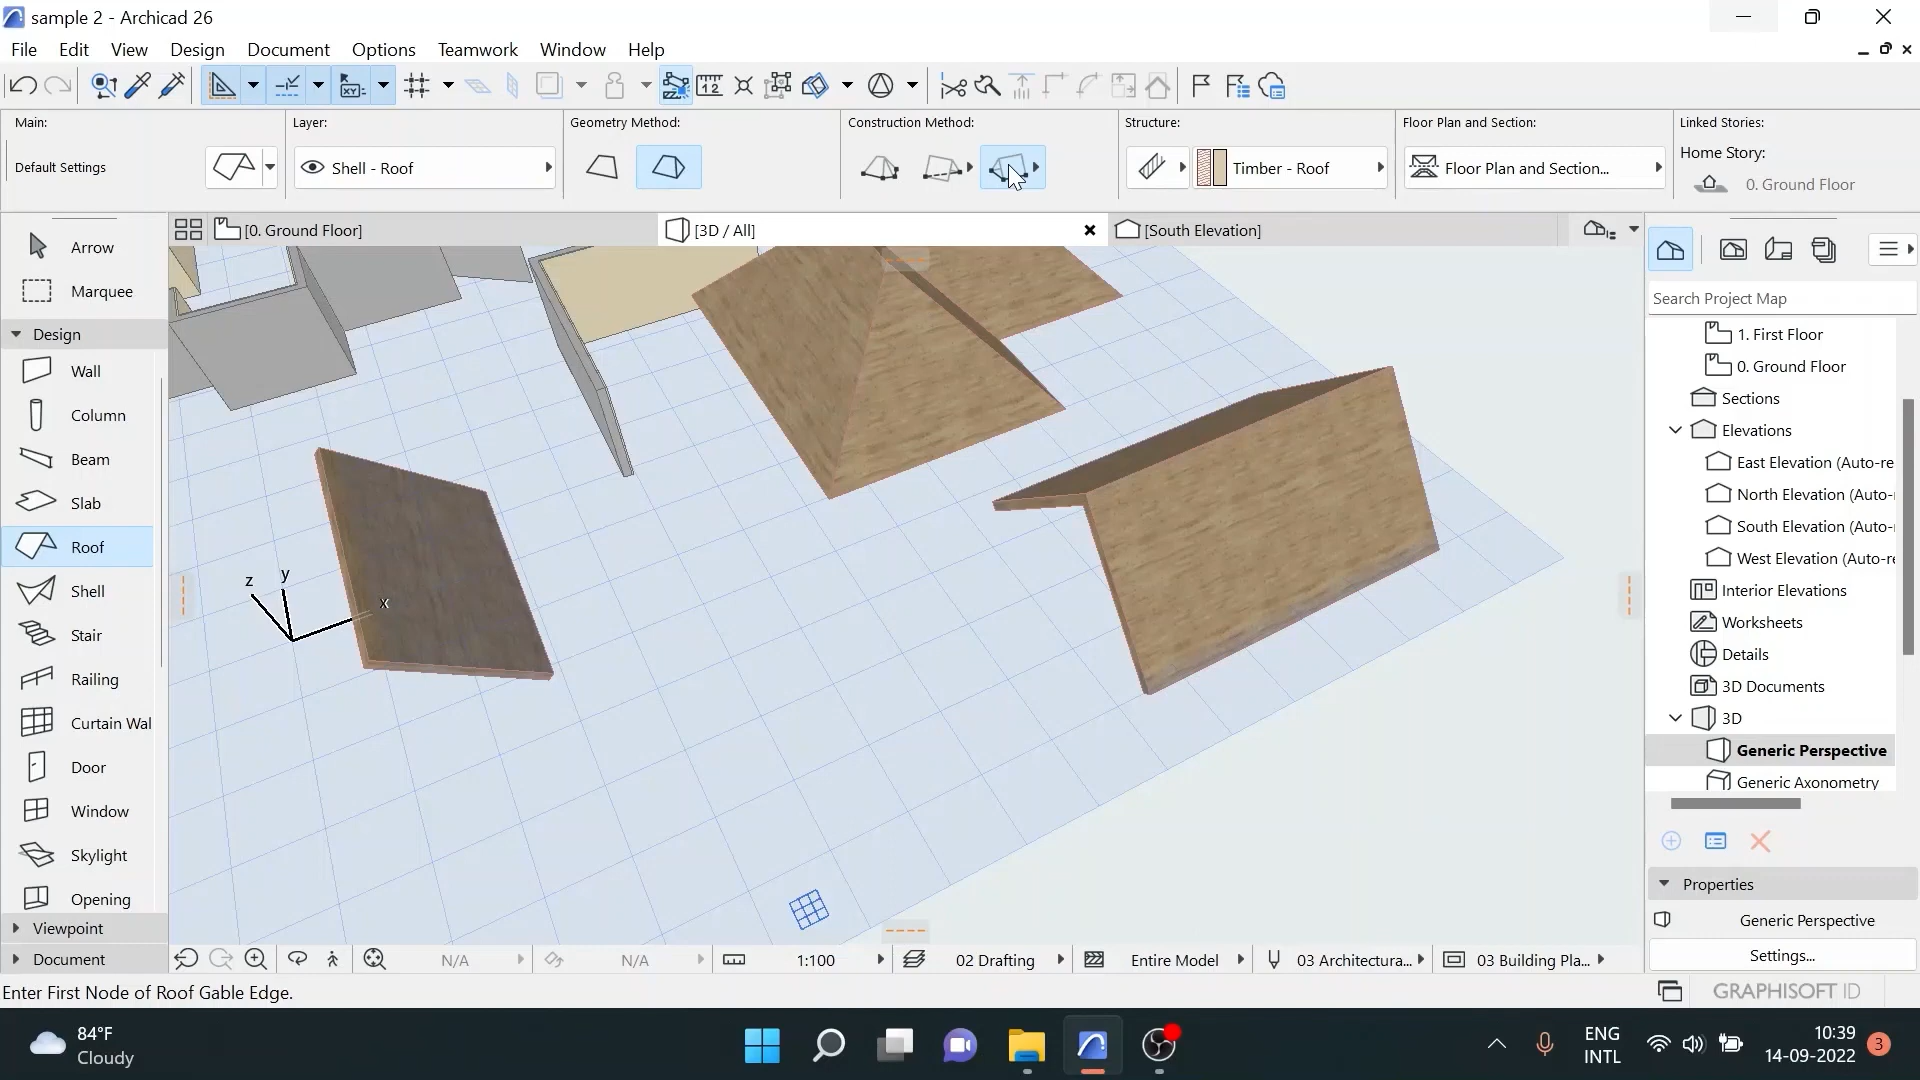 sample 2 - Archicad 26
File Edit View Design Document Options Teamwork Window Help
Main: Layer: Geometry Method: Construction Method: Structure: Floor Plan and Section: Linked Stories:
Default Settings Shell - Roof Timber - Roof Floor Plan and Section... Home Story:
0. Ground Floor
[0. Ground Floor] [3D / All] [South Elevation]
Arrow
Marquee
Design
Wall
Column
Beam
Slab
Roof
Shell
Stair
Railing
Curtain Wal
Door
Window
Skylight
Opening
Viewpoint
Document
z y x
Search Project Map
1. First Floor
0. Ground Floor
Sections
Elevations
East Elevation (Auto-re
North Elevation (Auto-
South Elevation (Auto-
West Elevation (Auto-re
Interior Elevations
Worksheets
Details
3D Documents
3D
Generic Perspective
Generic Axonometry
Properties
Generic Perspective
Settings...
N/A N/A 1:100 02 Drafting Entire Model 03 Architectura... 03 Building Pla...
Enter First Node of Roof Gable Edge.
GRAPHISOFT ID
84°F
Cloudy
ENG
INTL
10:39
14-09-2022
3